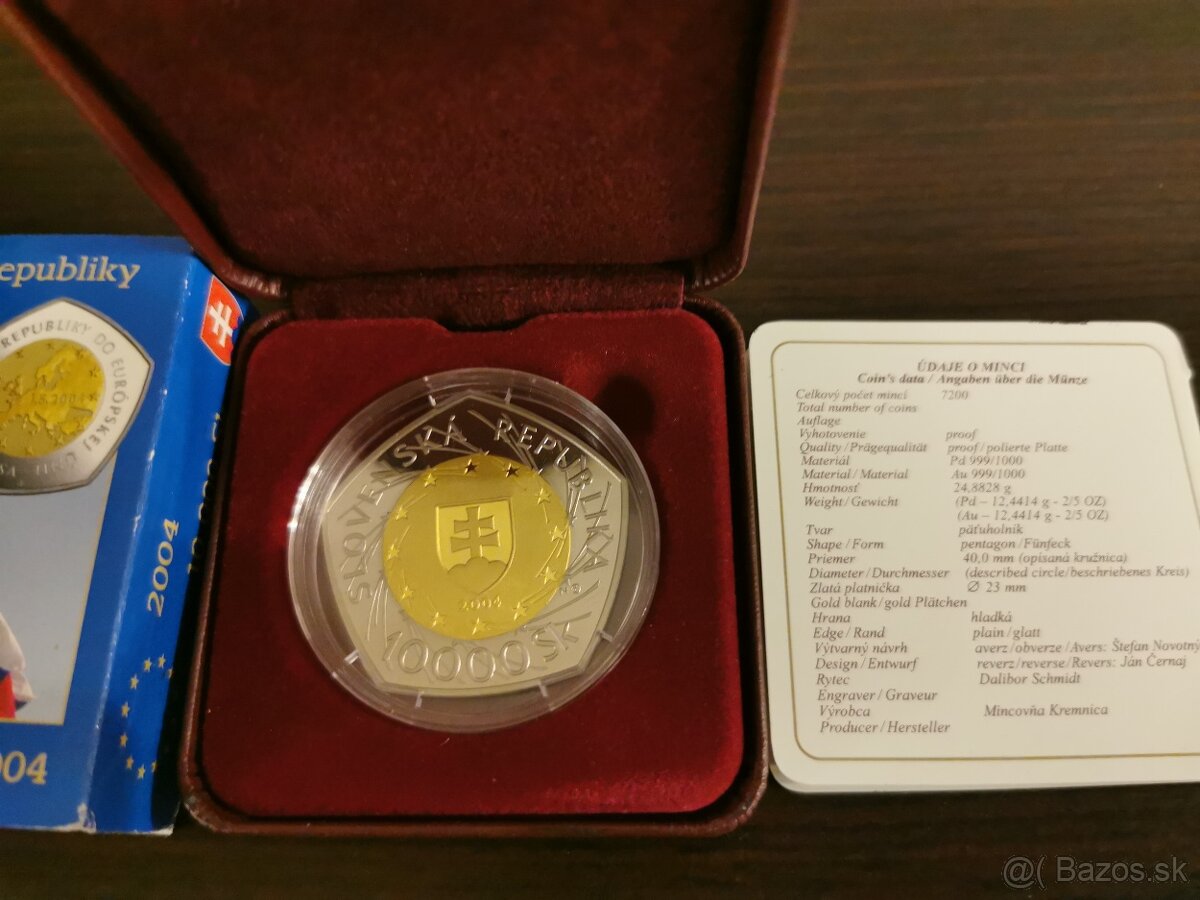 epubliky
REPUBLIKY DO EURÓPSKEJ ÚNIE
1.5.2004
2004
004
SLOVENSKÁ REPUBLIKA
2004
10000 SK
ÚDAJE O MINCI
Coin's data / Angaben über die Münze
Celkový počet mincí 7200
Total number of coins
Auflage
Vyhotovenie proof
Quality/Prägequalität proof/polierte Platte
Materiál Pd 999/1000
Material/Material Au 999/1000
Hmotnosť 24,8828 g
Weight/Gewicht (Pd – 12,4414 g - 2/5 OZ)
(Au – 12,4414 g - 2/5 OZ)
Tvar päťuholník
Shape/Form pentagon/Fünfeck
Priemer 40,0 mm (opísaná kružnica)
Diameter/Durchmesser (described circle/beschriebenes Kreis)
Zlatá platnička Ø 23 mm
Gold blank/gold Plätchen
Hrana hladká
Edge/Rand plain/glatt
Výtvarný návrh averz/obverze/Avers: Štefan Novotný
Design/Entwurf reverz/reverse/Revers: Ján Černaj
Rytec Dalibor Schmidt
Engraver/Graveur
Výrobca Mincovňa Kremnica
Producer/Hersteller
@( Bazos.sk